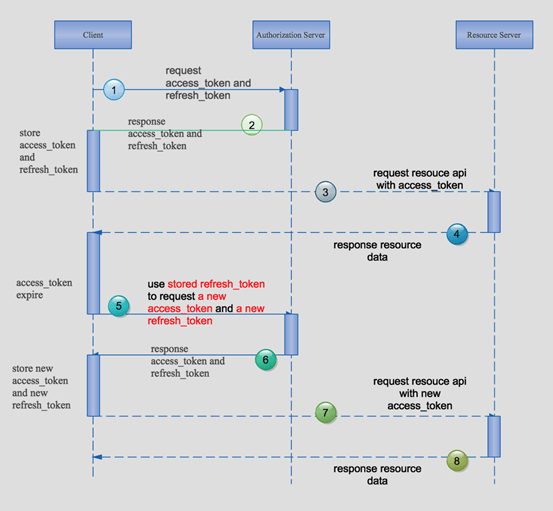 Client
Authorization Server
Resource Server
request
access_token and
refresh_token
1
response
access_token and
refresh_token
2
store
access_token
and
refresh_token
request resouce api
with access_token
3
4
response resource
data
access_token
expire
5
use stored refresh_token
to request a new
access_token and a new
refresh_token
response
access_token and
refresh_token
6
store new
access_token
and new
refresh_token
request resouce api
with new
access_token
7
8
response resource
data